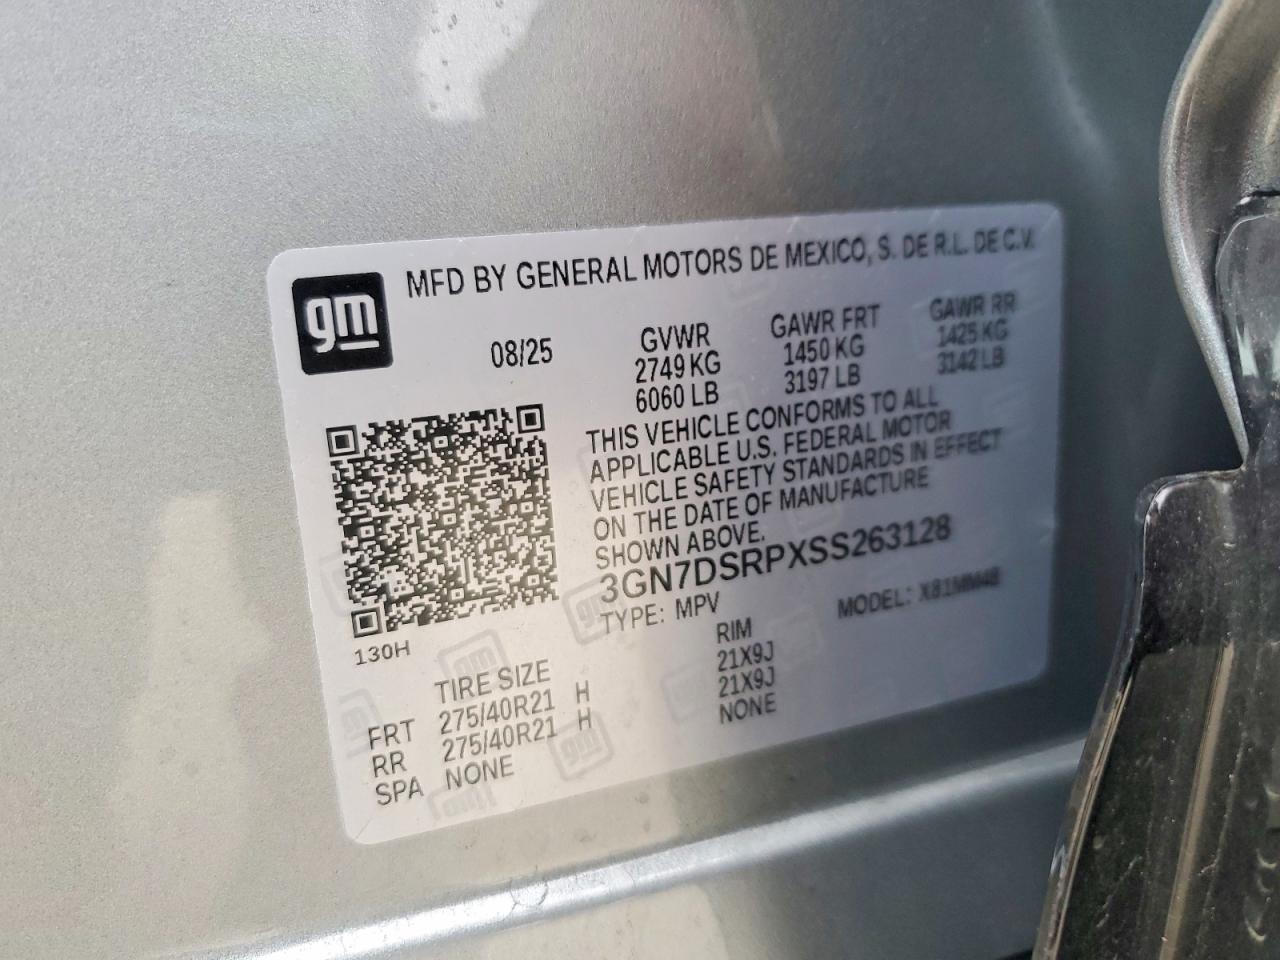 gm
MFD BY GENERAL MOTORS DE MEXICO, S. DE R.L. DE C.V.
08/25
GVWR GAWR FRT GAWR RR
2749 KG 1450 KG 1425 KG
6060 LB 3197 LB 3142 LB
THIS VEHICLE CONFORMS TO ALL
APPLICABLE U.S. FEDERAL MOTOR
VEHICLE SAFETY STANDARDS IN EFFECT
ON THE DATE OF MANUFACTURE
SHOWN ABOVE.
3GN7DSRPXSS263128
TYPE: MPV MODEL:
130H
TIRE SIZE RIM
FRT 275/40R21 H 21X9J
RR 275/40R21 H 21X9J
SPA NONE NONE